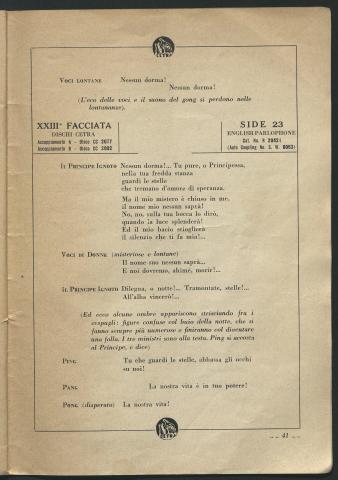 CETRA
VOCI LONTANE Nessun dorma!
Nessun dorma!
(L'eco delle voci e il suono del gong si perdono nelle
lontananze).
XXIIIª FACCIATA
DISCHI CETRA
Accoppiamento N - Disco CC 2077
Accoppiamento A - Disco CC 2092
SIDE 23
ENGLISH PARLOPHONE
Cat. No. R 20421
(Auto Coupling No S. W. 8053)
IL PRINCIPE IGNOTO Nessun dorma!... Tu pure, o Principessa,
nella tua fredda stanza
guardi le stelle
che tremano d'amore di speranza.
Ma il mio mistero è chiuso in me,
il nome mio nessun saprà!
No, no, sulla tua bocca lo dirò,
quando la luce splenderà!
Ed il mio bacio scioglierà
il silenzio che ti fa mia!...
VOCI DI DONNE (misteriose e lontane)
Il nome suo nessun saprà...
E noi dovremo, ahimè, morir!...
IL PRINCIPE IGNOTO Dilegua, o notte!... Tramontate, stelle!...
All'alba vincerò!...
(Ed ecco alcune ombre appariscono strisciando fra i
cespugli: figure confuse col buio della notte, che si
fanno sempre più numerose e finiranno col diventare
una folla. I tre ministri sono alla testa. Ping si accosta
al Principe, e dice)
PING Tu che guardi le stelle, abbassa gli occhi
su noi!
PANG La nostra vita è in tuo potere!
PONG (disperato) La nostra vita!
CETRA
-- 41 --